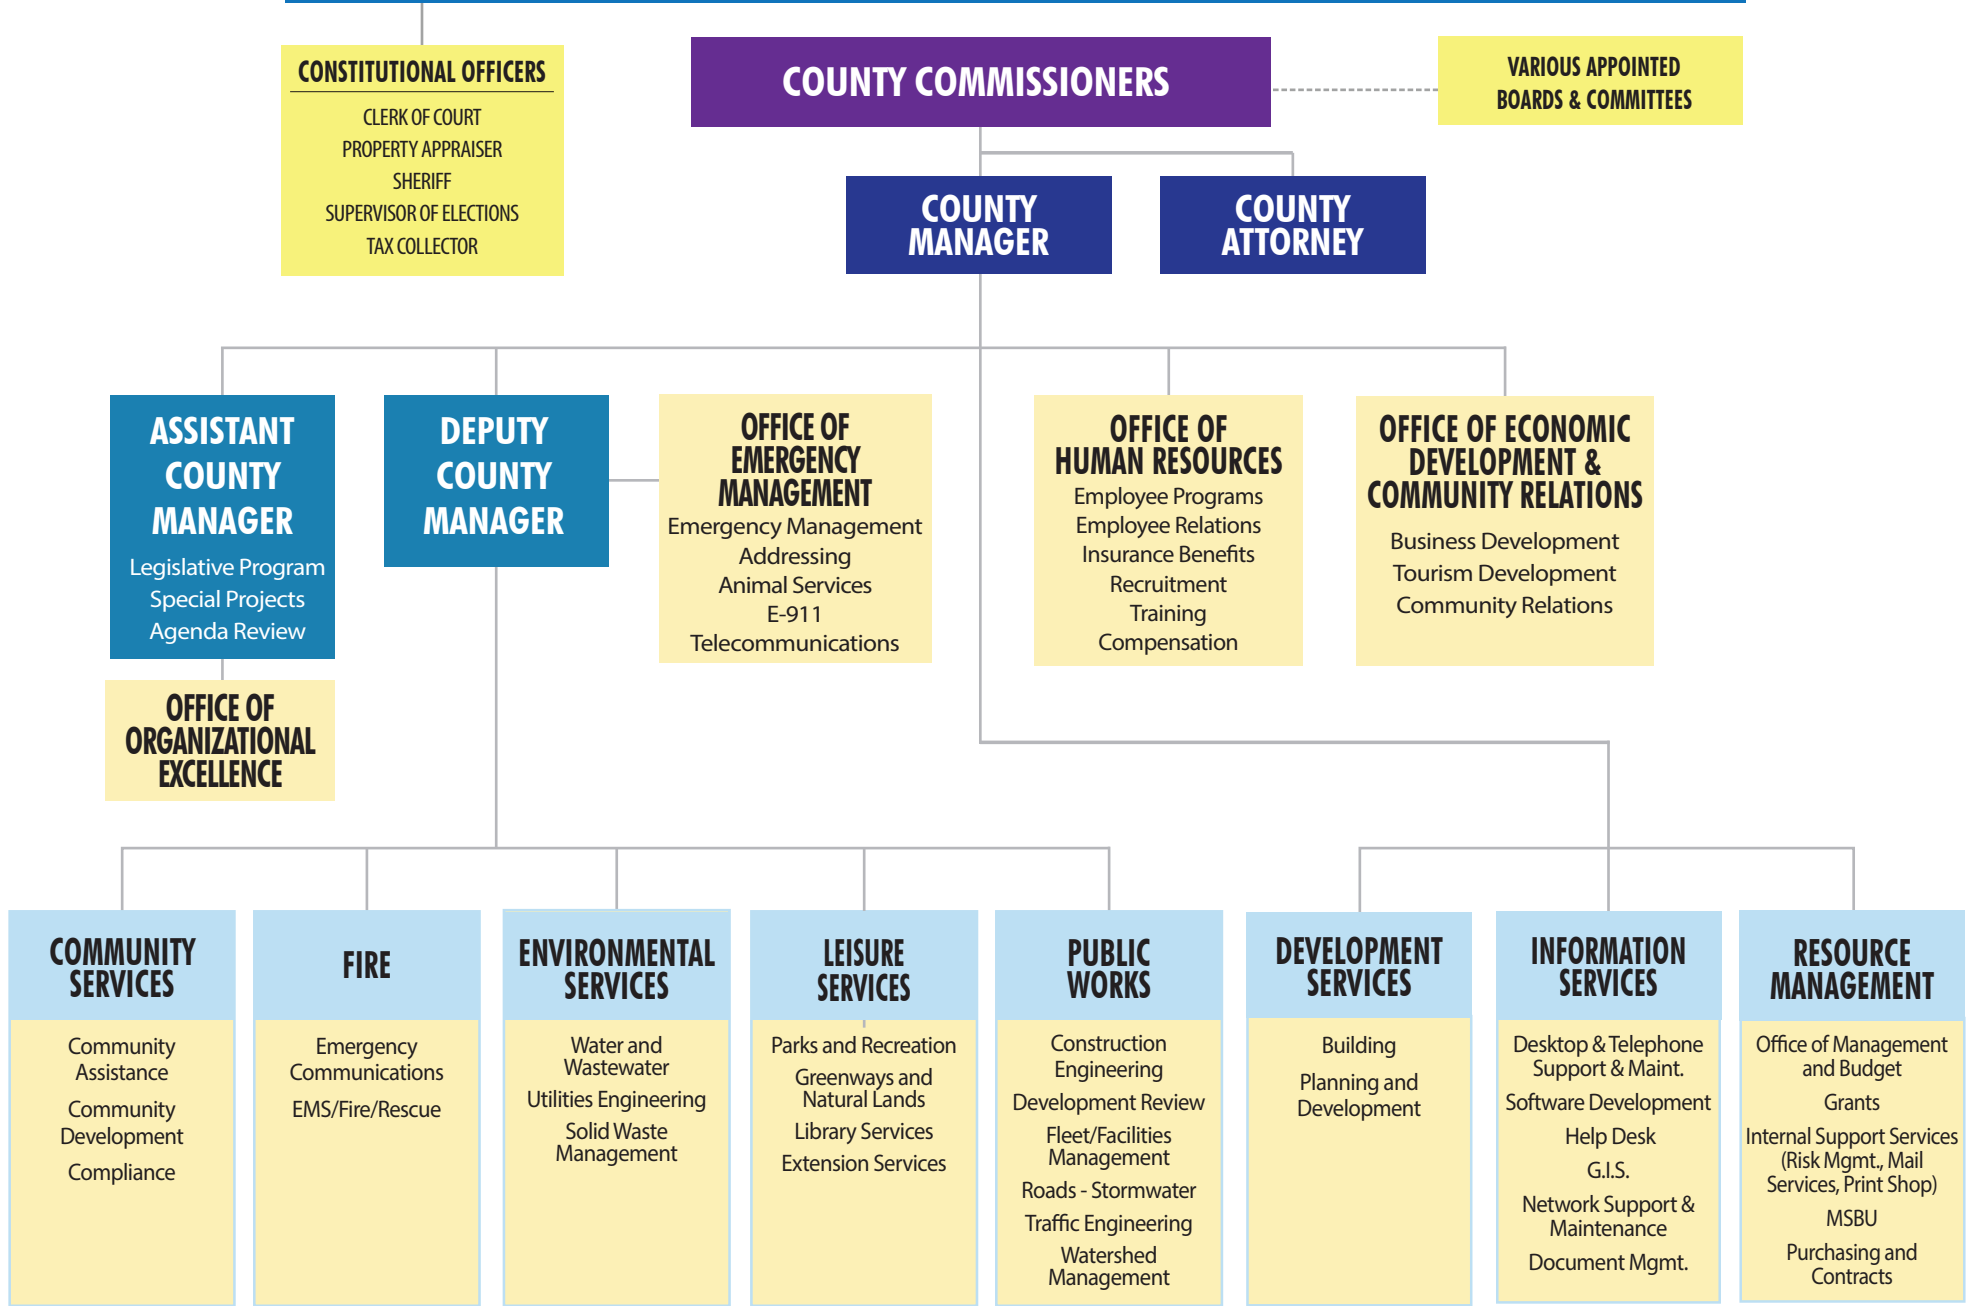 CONSTITUTIONAL OFFICERS
CLERK OF COURT
PROPERTY APPRAISER
SHERIFF
SUPERVISOR OF ELECTIONS
TAX COLLECTOR
COUNTY COMMISSIONERS
VARIOUS APPOINTED
BOARDS & COMMITTEES
COUNTY
MANAGER
COUNTY
ATTORNEY
ASSISTANT
COUNTY
MANAGER
Legislative Program
Special Projects
Agenda Review
OFFICE OF
ORGANIZATIONAL
EXCELLENCE
DEPUTY
COUNTY
MANAGER
OFFICE OF
EMERGENCY
MANAGEMENT
Emergency Management
Addressing
Animal Services
E-911
Telecommunications
OFFICE OF
HUMAN RESOURCES
Employee Programs
Employee Relations
Insurance Benefits
Recruitment
Training
Compensation
OFFICE OF ECONOMIC
DEVELOPMENT &
COMMUNITY RELATIONS
Business Development
Tourism Development
Community Relations
COMMUNITY
SERVICES
Community
Assistance
Community
Development
Compliance
FIRE
Emergency
Communications
EMS/Fire/Rescue
ENVIRONMENTAL
SERVICES
Water and
Wastewater
Utilities Engineering
Solid Waste
Management
LEISURE
SERVICES
Parks and Recreation
Greenways and
Natural Lands
Library Services
Extension Services
PUBLIC
WORKS
Construction
Engineering
Development Review
Fleet/Facilities
Management
Roads - Stormwater
Traffic Engineering
Watershed
Management
DEVELOPMENT
SERVICES
Building
Planning and
Development
INFORMATION
SERVICES
Desktop & Telephone
Support & Maint.
Software Development
Help Desk
G.I.S.
Network Support &
Maintenance
Document Mgmt.
RESOURCE
MANAGEMENT
Office of Management
and Budget
Grants
Internal Support Services
(Risk Mgmt., Mail
Services, Print Shop)
MSBU
Purchasing and
Contracts